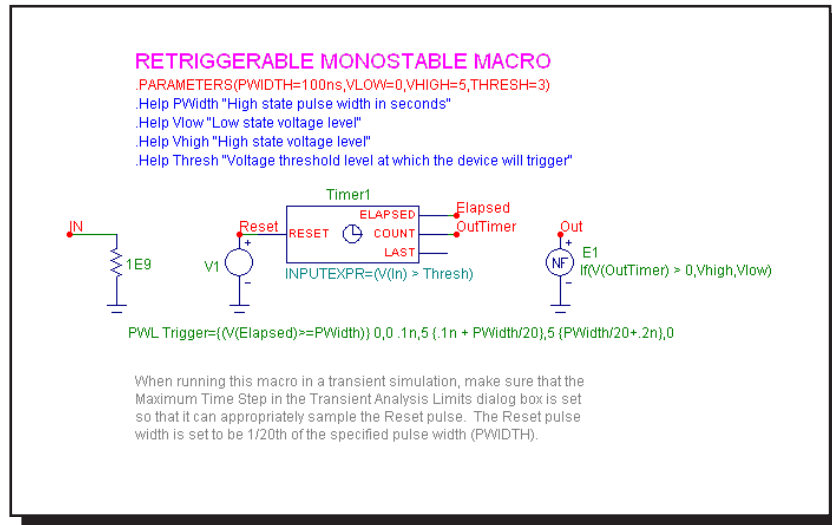 RETRIGGERABLE MONOSTABLE MACRO
.PARAMETERS(PWIDTH=100ns,VLOW=0,VHIGH=5,THRESH=3)
.Help PWidth "High state pulse width in seconds"
.Help Vlow "Low state voltage level"
.Help Vhigh "High state voltage level"
.Help Thresh "Voltage threshold level at which the device will trigger"
Timer1
IN
Reset
RESET
ELAPSED
Elapsed
COUNT
OutTimer
LAST
Out
1E9
V1
+
-
INPUTEXPR=(V(In) > Thresh)
+
NF
-
E1
If(V(OutTimer) > 0,Vhigh,Vlow)
PWL Trigger={(V(Elapsed)>=PWidth)} 0,0 .1n,5 {.1n + PWidth/20},5 {PWidth/20+.2n},0
When running this macro in a transient simulation, make sure that the
Maximum Time Step in the Transient Analysis Limits dialog box is set
so that it can appropriately sample the Reset pulse.  The Reset pulse
width is set to be 1/20th of the specified pulse width (PWIDTH).